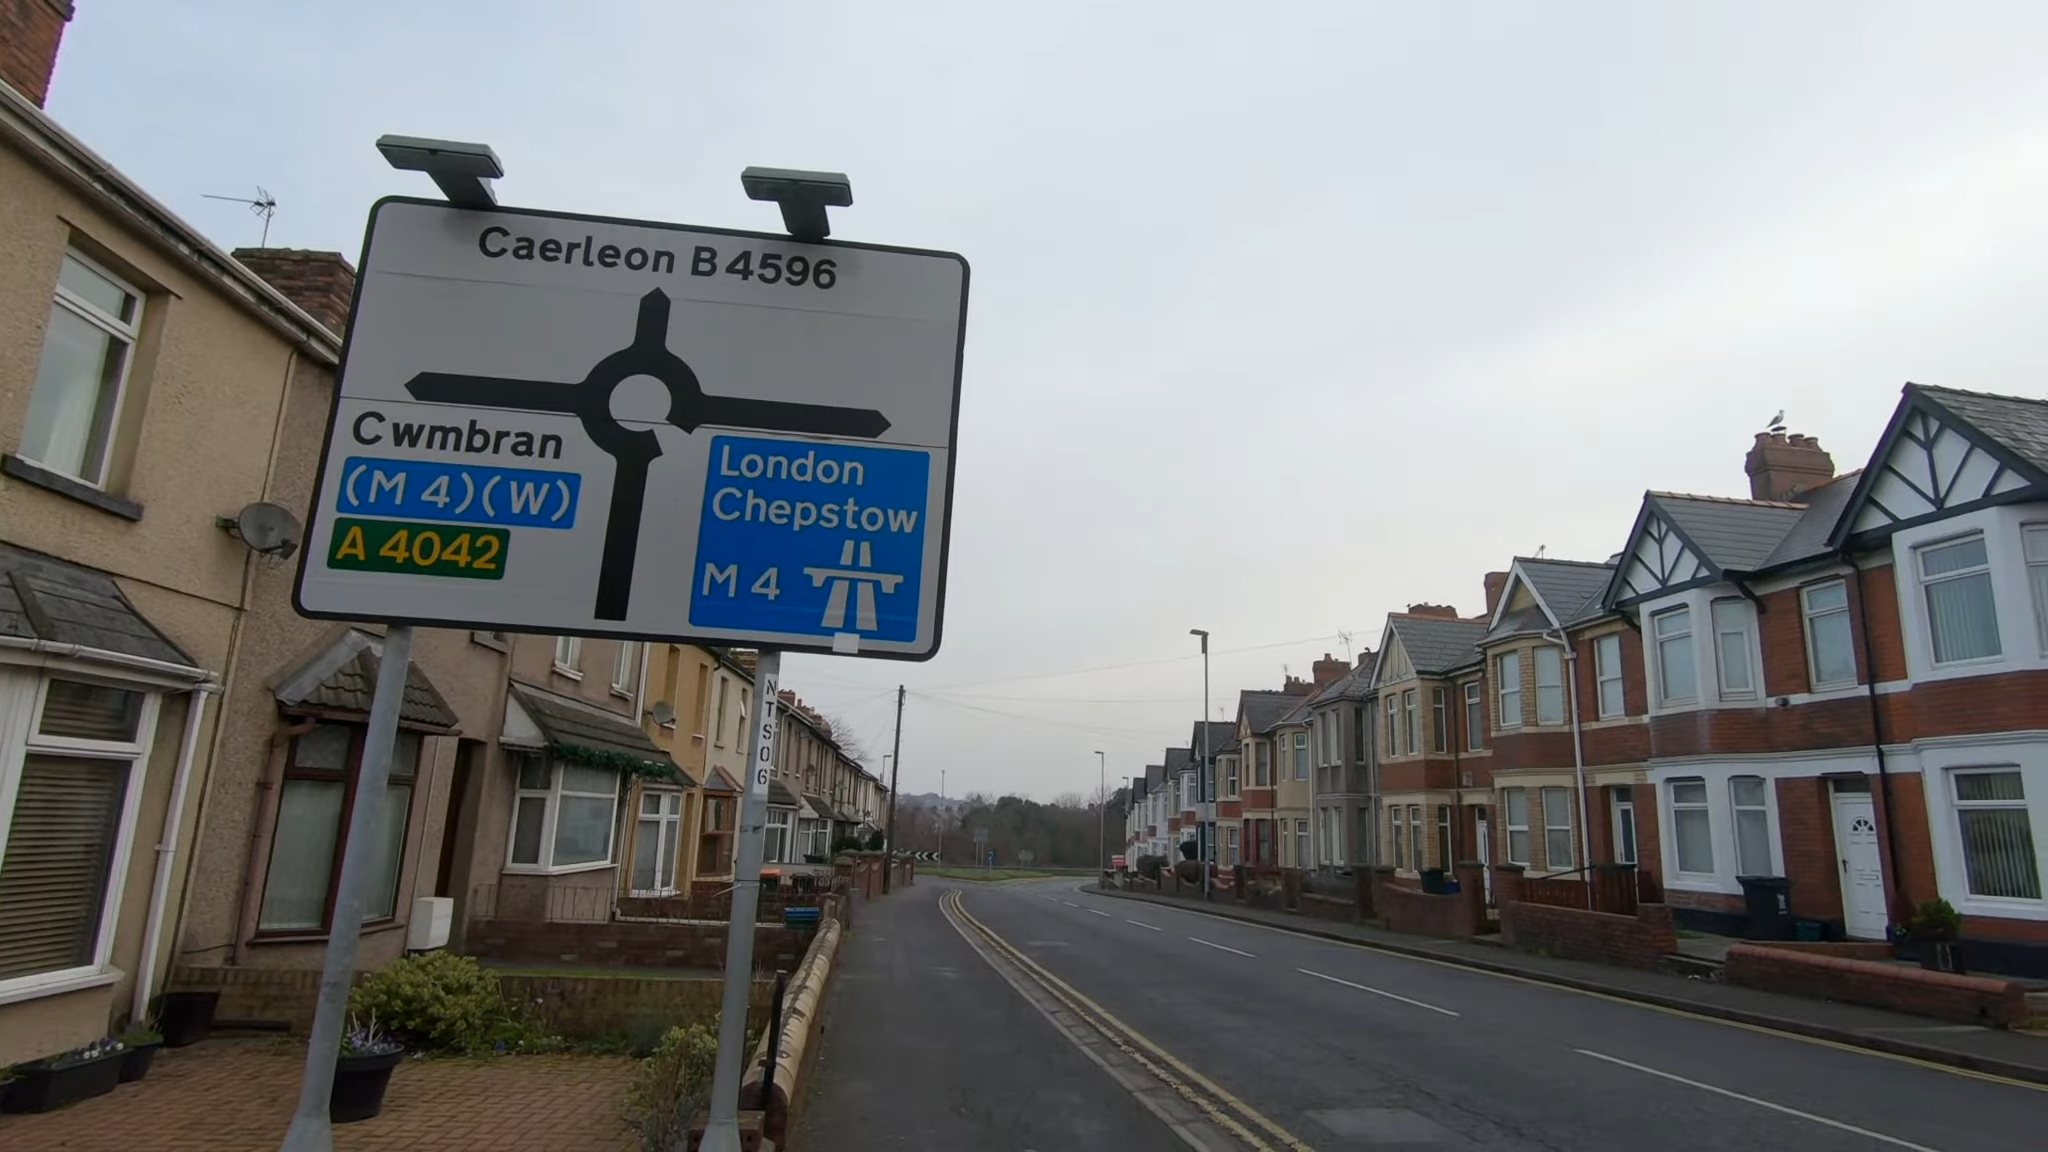 Caerleon B4596
Cwmbran
(M 4)(W)
A 4042
London
Chepstow
M 4
NTS06